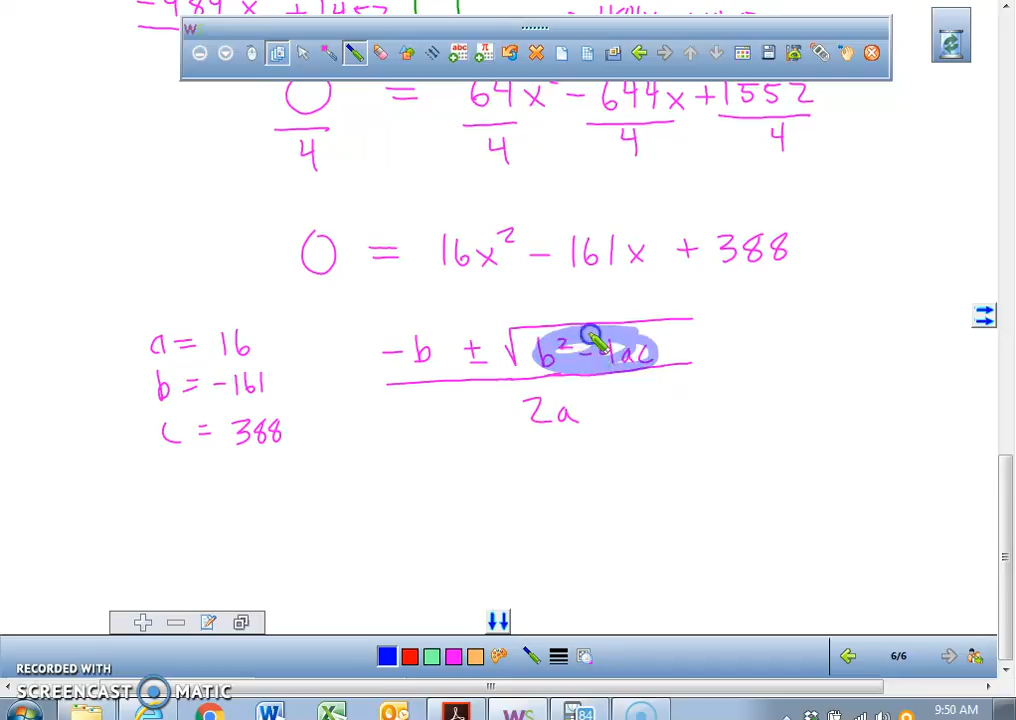 0 = 64x² - 644x + 1552
4 4 4 4
0 = 16x² - 161x + 388
a = 16
b = -161
c = 388
-b ± √b² - 4ac
2a
6/6
RECORDED WITH
SCREENCAST MATIC
9:50 AM